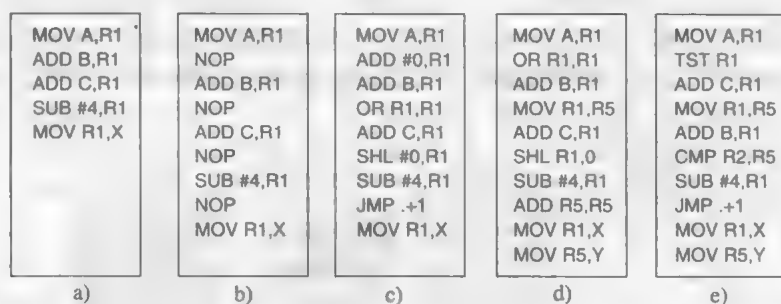 MOV A,R1
ADD B,R1
ADD C,R1
SUB #4,R1
MOV R1,X
a)
MOV A,R1
NOP
ADD B,R1
NOP
ADD C,R1
NOP
SUB #4,R1
NOP
MOV R1,X
b)
MOV A,R1
ADD #0,R1
ADD B,R1
OR R1,R1
ADD C,R1
SHL #0,R1
SUB #4,R1
JMP .+1
MOV R1,X
c)
MOV A,R1
OR R1,R1
ADD B,R1
MOV R1,R5
ADD C,R1
SHL R1,0
SUB #4,R1
ADD R5,R5
MOV R1,X
MOV R5,Y
d)
MOV A,R1
TST R1
ADD C,R1
MOV R1,R5
ADD B,R1
CMP R2,R5
SUB #4,R1
JMP .+1
MOV R1,X
MOV R5,Y
e)